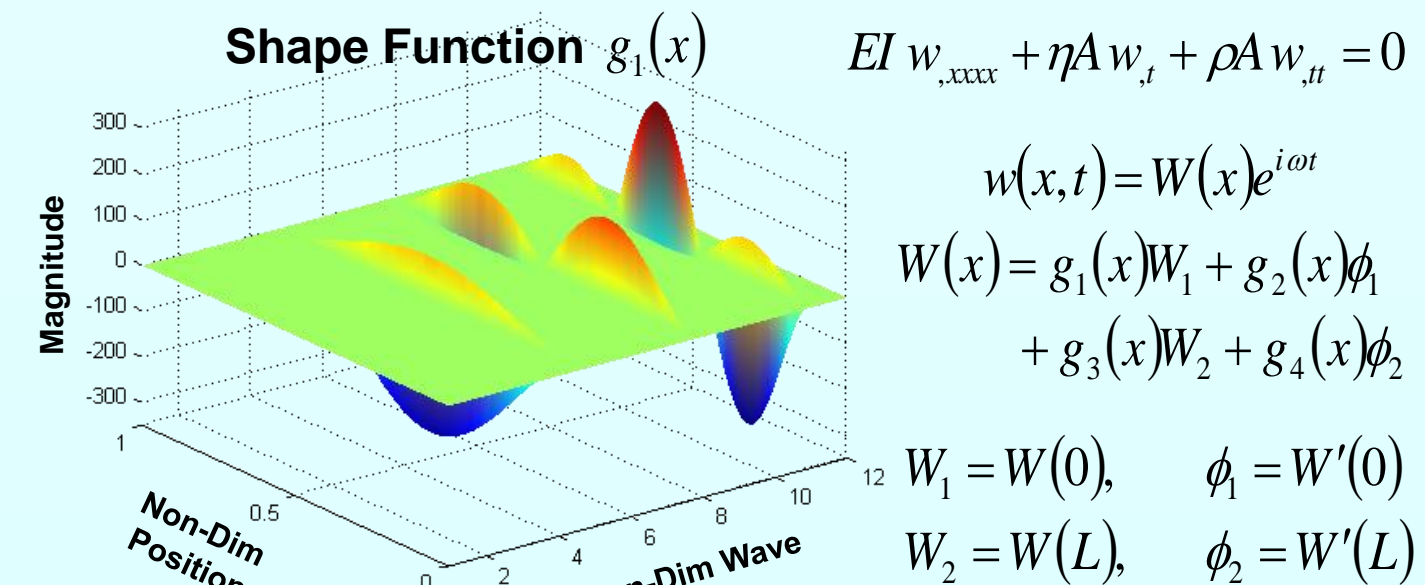 Shape Function g₁(x)
Magnitude
300
200
100
0
-100
-200
-300
1
0.5
0
2
4
6
8
10
12
Non-Dim
Position
Dim Wave
EI w,ₓₓₓₓ + ηA w,ₜ + ρA w,ₜₜ = 0
w(x,t) = W(x)e^{iωt}
W(x) = g₁(x)W₁ + g₂(x)ϕ₁
+ g₃(x)W₂ + g₄(x)ϕ₂
W₁ = W(0), ϕ₁ = W′(0)
W₂ = W(L), ϕ₂ = W′(L)